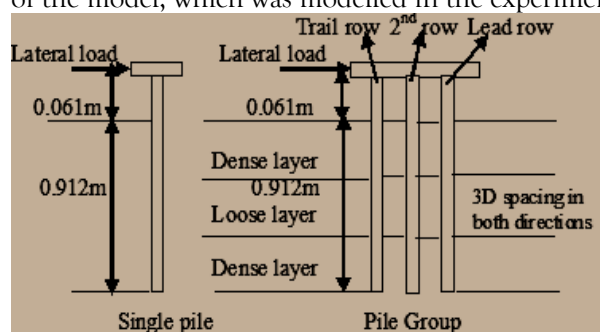 of the model, which was modelled in the experimen
Trail row 2nd row Lead row
Lateral load
Lateral load
0.061m
0.061m
Dense layer
0.912m
0.912m
Loose layer
3D spacing in
both directions
Dense layer
Single pile
Pile Group